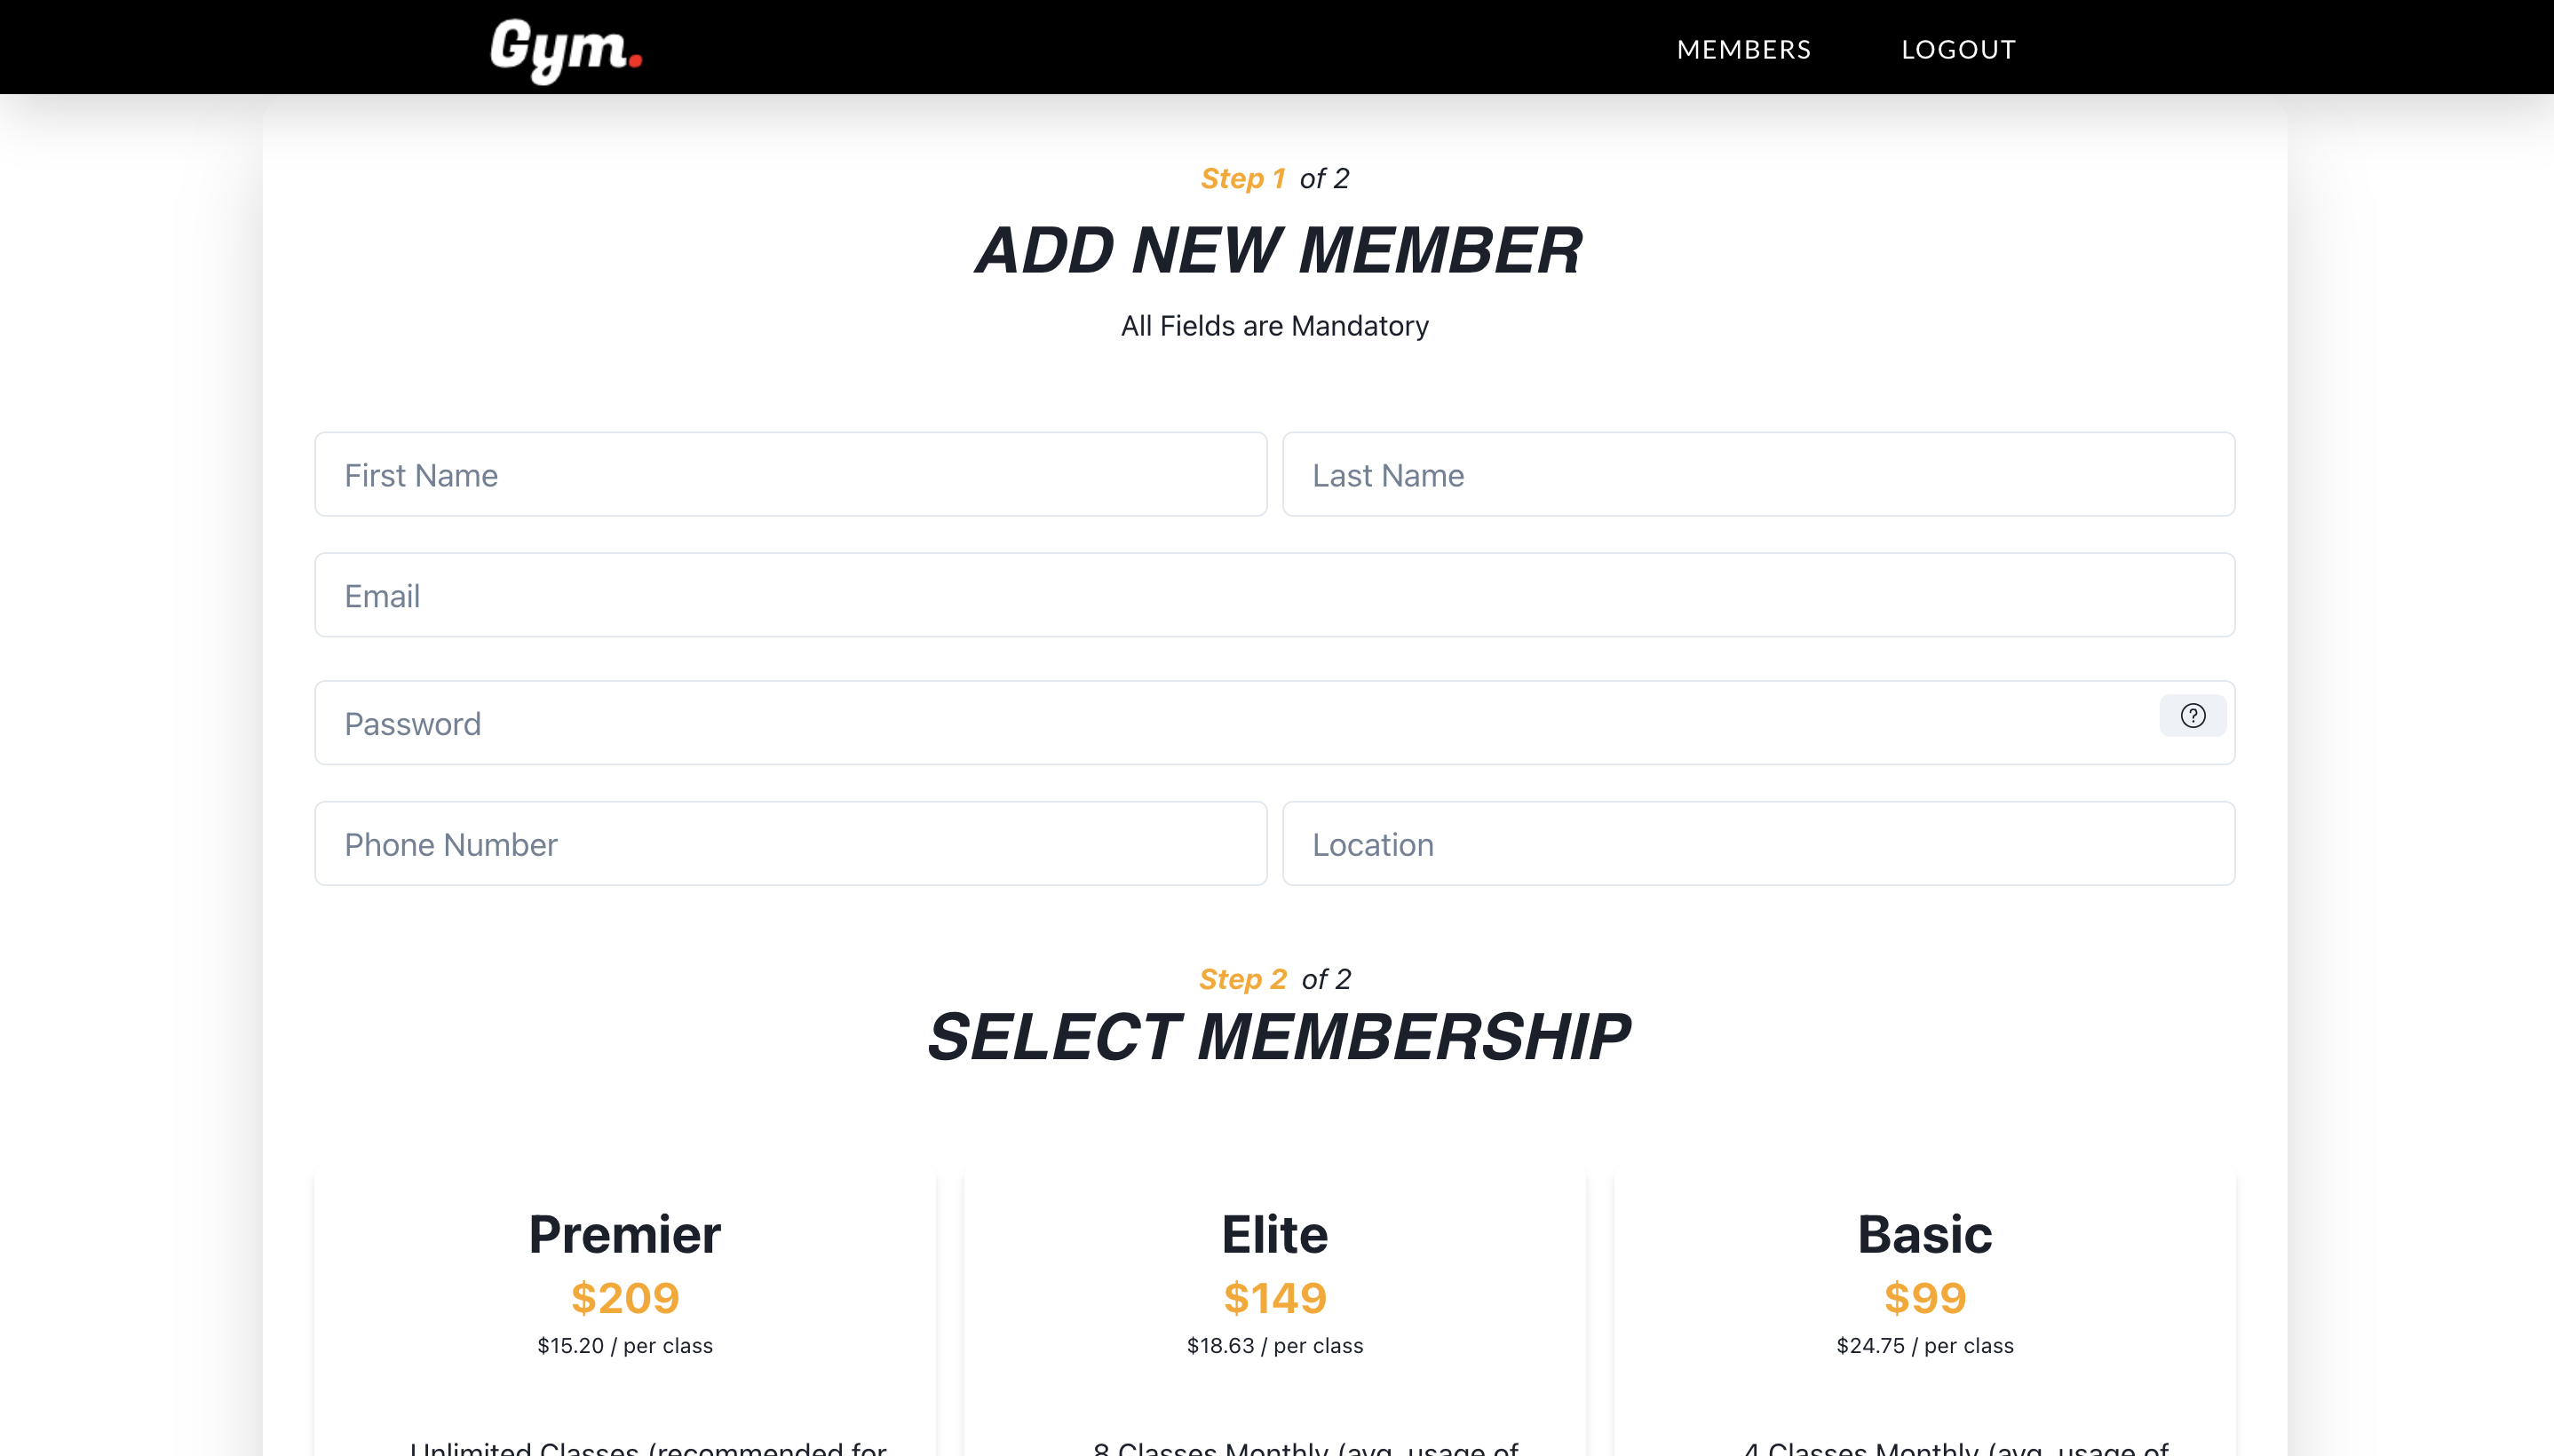 Gym.
MEMBERS LOGOUT
Step 1 of 2
ADD NEW MEMBER
All Fields are Mandatory
First Name Last Name
Email
Password ?
Phone Number Location
Step 2 of 2
SELECT MEMBERSHIP
Premier Elite Basic
$209 $149 $99
$15.20 / per class $18.63 / per class $24.75 / per class
Unlimited Classes (recommended for 8 Classes Monthly (avg. usage of 4 Classes Monthly (avg. usage of